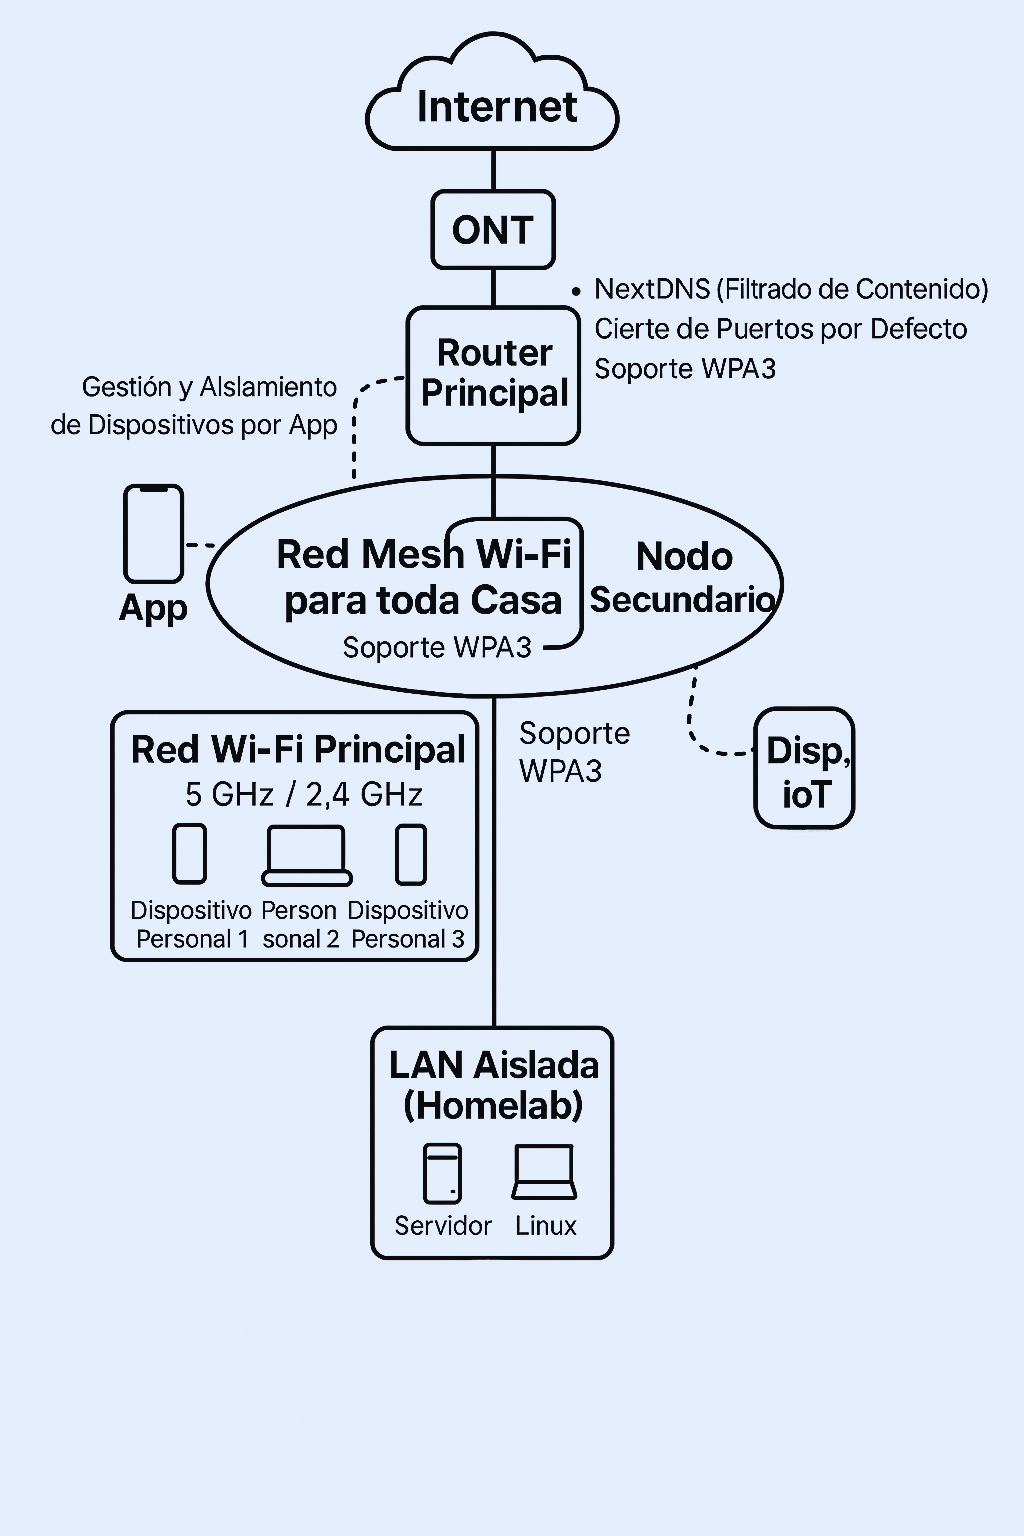 Internet
ONT
• NextDNS (Filtrado de Contenido)
Cierte de Puertos por Defecto
Soporte WPA3
Router
Principal
Gestión y Alslamiento
de Dispositivos por App
App
Red Mesh Wi-Fi
para toda Casa
Soporte WPA3
Nodo
Secundario
Red Wi-Fi Principal
5 GHz / 2,4 GHz
Dispositivo Person Dispositivo
Personal 1 sonal 2 Personal 3
Soporte
WPA3
Disp,
ioT
LAN Aislada
(Homelab)
Servidor Linux